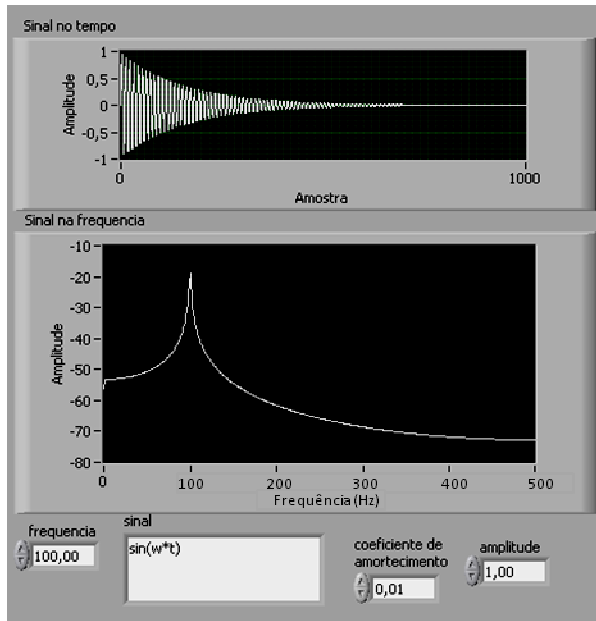 Sinal no tempo
Amplitude
1
0,5
0
-0,5
-1
0
1000
Amostra
Sinal na frequencia
Amplitude
-10
-20
-30
-40
-50
-60
-70
-80
0
100
200
300
400
500
Frequência (Hz)
frequencia
100,00
sinal
sin(w*t)
coeficiente de
amortecimento
0,01
amplitude
1,00